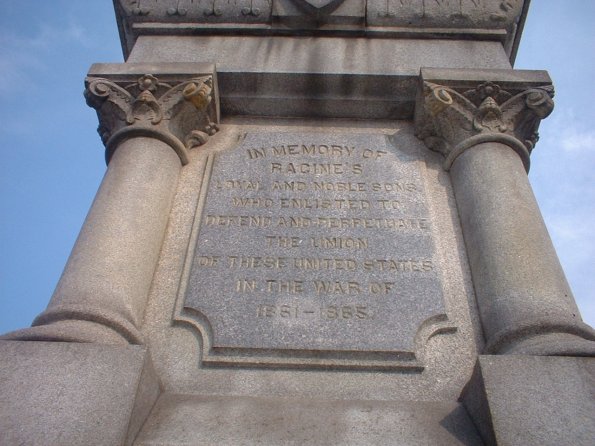 "IN MEMORY OF
RACINE'S
LOYAL AND NOBLE SONS
WHO ENLISTED TO
DEFEND AND PERPETUATE
THE UNION
OF THESE UNITED STATES
IN THE WAR OF
1861-1865.